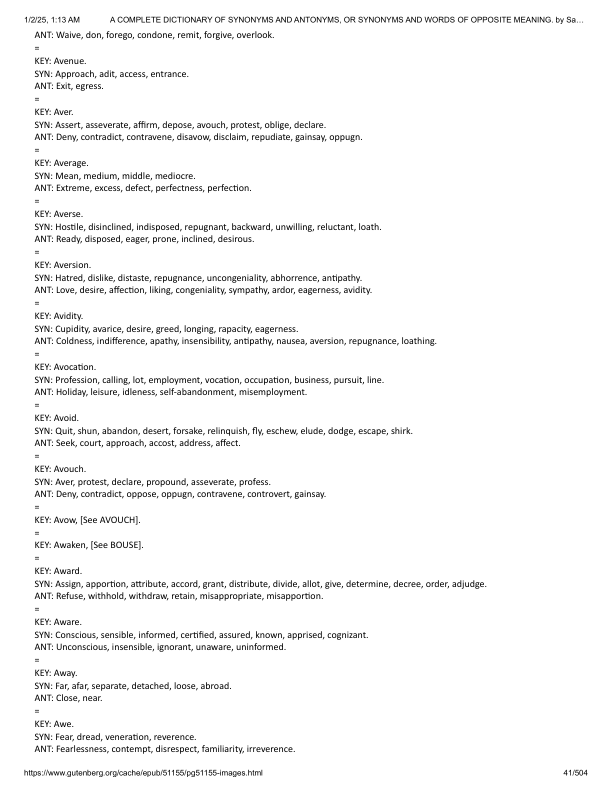 1/2/25, 1:13 AM A COMPLETE DICTIONARY OF SYNONYMS AND ANTONYMS, OR SYNONYMS AND WORDS OF OPPOSITE MEANING. by Sa...
ANT: Waive, don, forego, condone, remit, forgive, overlook.
=
KEY: Avenue.
SYN: Approach, adit, access, entrance.
ANT: Exit, egress.
=
KEY: Aver.
SYN: Assert, asseverate, affirm, depose, avouch, protest, oblige, declare.
ANT: Deny, contradict, contravene, disavow, disclaim, repudiate, gainsay, oppugn.
=
KEY: Average.
SYN: Mean, medium, middle, mediocre.
ANT: Extreme, excess, defect, perfectness, perfection.
=
KEY: Averse.
SYN: Hostile, disinclined, indisposed, repugnant, backward, unwilling, reluctant, loath.
ANT: Ready, disposed, eager, prone, inclined, desirous.
=
KEY: Aversion.
SYN: Hatred, dislike, distaste, repugnance, uncongeniality, abhorrence, antipathy.
ANT: Love, desire, affection, liking, congeniality, sympathy, ardor, eagerness, avidity.
=
KEY: Avidity.
SYN: Cupidity, avarice, desire, greed, longing, rapacity, eagerness.
ANT: Coldness, indifference, apathy, insensibility, antipathy, nausea, aversion, repugnance, loathing.
=
KEY: Avocation.
SYN: Profession, calling, lot, employment, vocation, occupation, business, pursuit, line.
ANT: Holiday, leisure, idleness, self-abandonment, misemployment.
=
KEY: Avoid.
SYN: Quit, shun, abandon, desert, forsake, relinquish, fly, eschew, elude, dodge, escape, shirk.
ANT: Seek, court, approach, accost, address, affect.
=
KEY: Avouch.
SYN: Aver, protest, declare, propound, asseverate, profess.
ANT: Deny, contradict, oppose, oppugn, contravene, controvert, gainsay.
=
KEY: Avow, [See AVOUCH].
=
KEY: Awaken, [See BOUSE].
=
KEY: Award.
SYN: Assign, apportion, attribute, accord, grant, distribute, divide, allot, give, determine, decree, order, adjudge.
ANT: Refuse, withhold, withdraw, retain, misappropriate, misapportion.
=
KEY: Aware.
SYN: Conscious, sensible, informed, certified, assured, known, apprised, cognizant.
ANT: Unconscious, insensible, ignorant, unaware, uninformed.
=
KEY: Away.
SYN: Far, afar, separate, detached, loose, abroad.
ANT: Close, near.
=
KEY: Awe.
SYN: Fear, dread, veneration, reverence.
ANT: Fearlessness, contempt, disrespect, familiarity, irreverence.
https://www.gutenberg.org/cache/epub/51155/pg51155-images.html 41/504